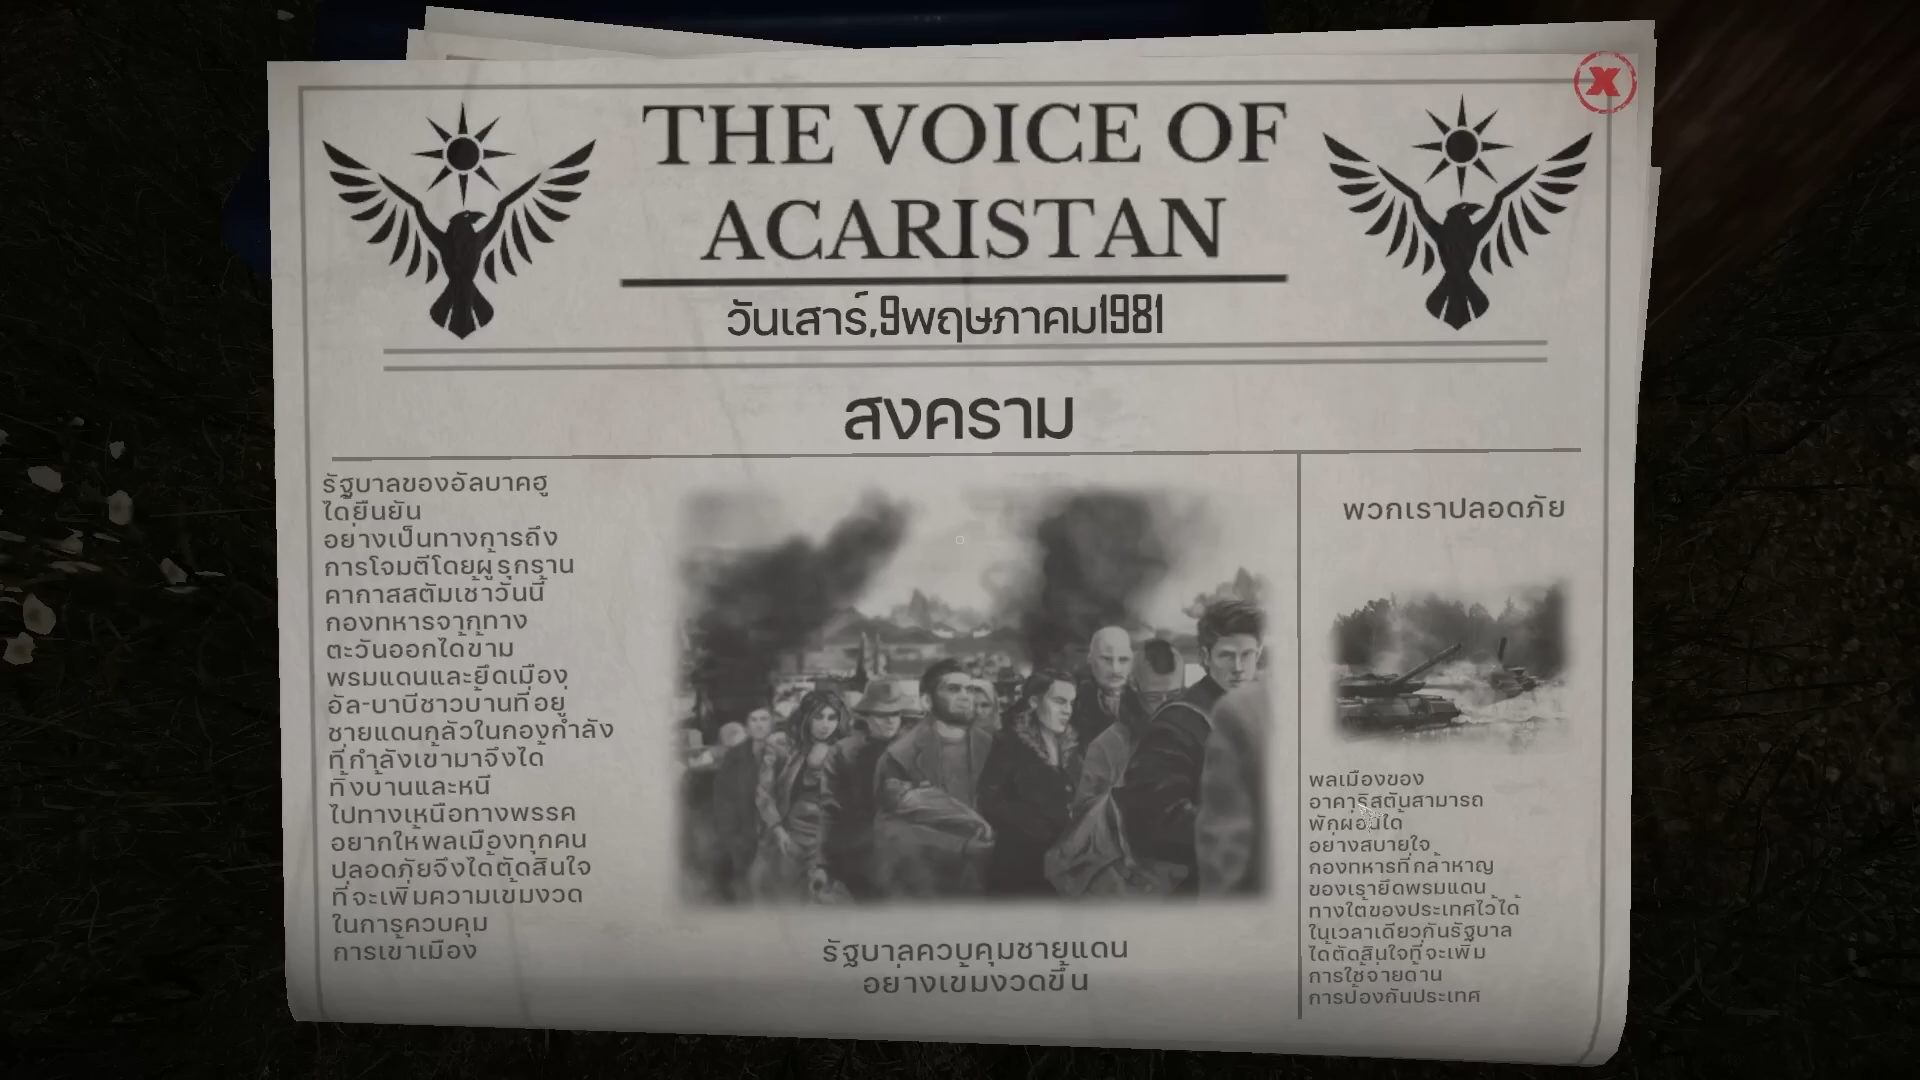 THE VOICE OF
ACARISTAN
วันเสาร์,9พฤษภาคม1981
สงคราม
รัฐบาลของอัลบาคฮู
ได้ยืนยัน
อย่างเป็นทางการถึง
การโจมตีโดยผู้รุกราน
คากาสสตัมเช้าวันนี้
กองทหารจากทาง
ตะวันออกได้ข้าม
พรมแดนและยึดเมือง
อัล-บาบีชาวบ้านที่อยู่
ชายแดนกลัวในกองกำลัง
ที่กำลังเข้ามาจึงได้
ทิ้งบ้านและหนี
ไปทางเหนือทางพรรค
อยากให้พลเมืองทุกคน
ปลอดภัยจึงได้ตัดสินใจ
ที่จะเพิ่มความเข้มงวด
ในการควบคุม
การเข้าเมือง
รัฐบาลควบคุมชายแดน
อย่างเข้มงวดขึ้น
พวกเราปลอดภัย
พลเมืองของ
อาคาริสตันสามารถ
พักผ่อนได้
อย่างสบายใจ
กองทหารที่กล้าหาญ
ของเรายึดพรมแดน
ทางใต้ของประเทศไว้ได้
ในเวลาเดียวกันรัฐบาล
ได้ตัดสินใจที่จะเพิ่ม
การใช้จ่ายด้าน
การป้องกันประเทศ
X